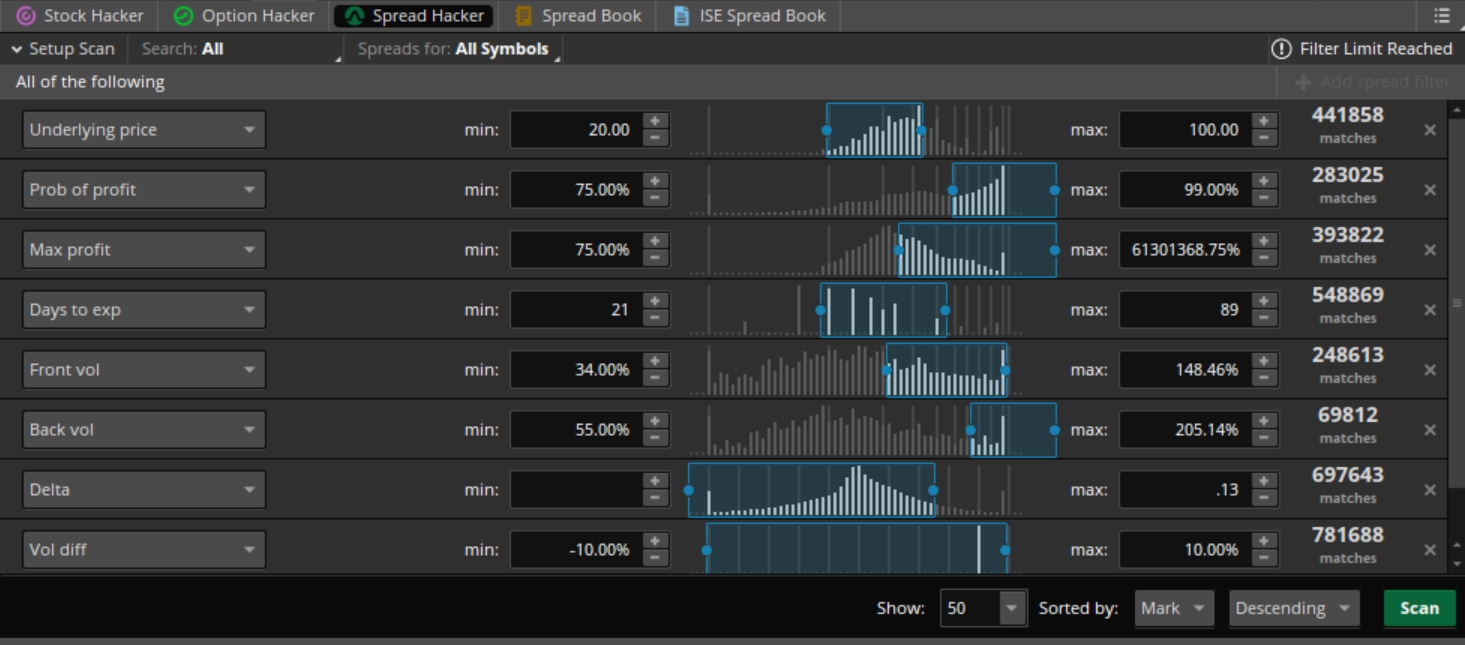 Stock Hacker Option Hacker Spread Hacker Spread Book ISE Spread Book
Setup Scan Search: All Spreads for: All Symbols Filter Limit Reached
All of the following Add spread filter
Underlying price min: 20.00 max: 100.00 441858 matches
Prob of profit min: 75.00% max: 99.00% 283025 matches
Max profit min: 75.00% max: 61301368.75% 393822 matches
Days to exp min: 21 max: 89 548869 matches
Front vol min: 34.00% max: 148.46% 248613 matches
Back vol min: 55.00% max: 205.14% 69812 matches
Delta min: max: .13 697643 matches
Vol diff min: -10.00% max: 10.00% 781688 matches
Show: 50 Sorted by: Mark Descending Scan